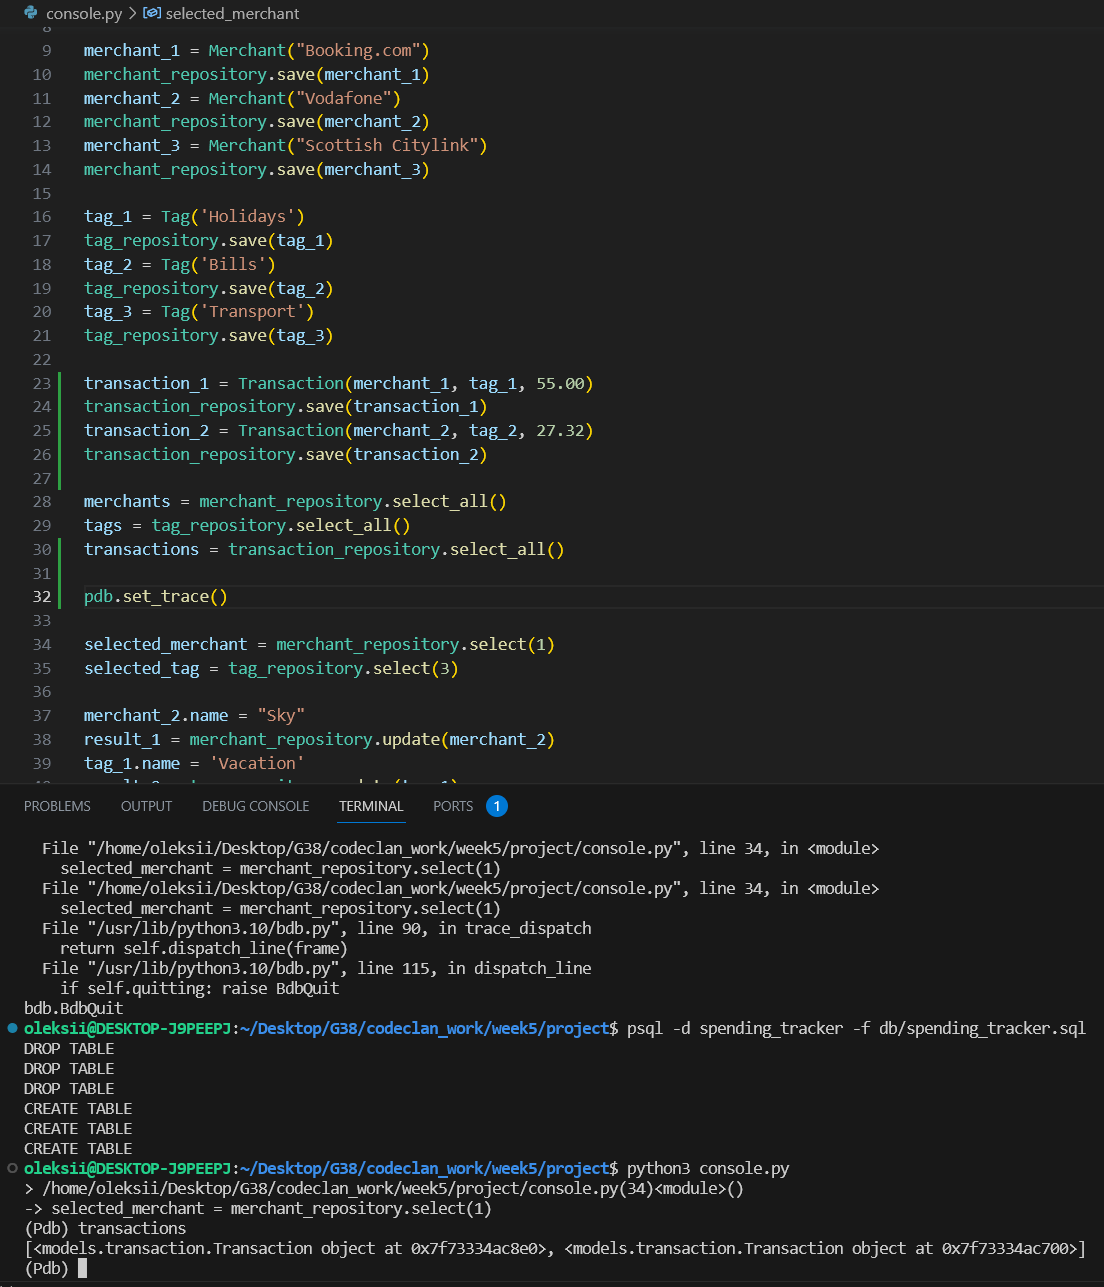 console.py > selected_merchant
8
9 merchant_1 = Merchant("Booking.com")
10 merchant_repository.save(merchant_1)
11 merchant_2 = Merchant("Vodafone")
12 merchant_repository.save(merchant_2)
13 merchant_3 = Merchant("Scottish Citylink")
14 merchant_repository.save(merchant_3)
15
16 tag_1 = Tag('Holidays')
17 tag_repository.save(tag_1)
18 tag_2 = Tag('Bills')
19 tag_repository.save(tag_2)
20 tag_3 = Tag('Transport')
21 tag_repository.save(tag_3)
22
23 transaction_1 = Transaction(merchant_1, tag_1, 55.00)
24 transaction_repository.save(transaction_1)
25 transaction_2 = Transaction(merchant_2, tag_2, 27.32)
26 transaction_repository.save(transaction_2)
27
28 merchants = merchant_repository.select_all()
29 tags = tag_repository.select_all()
30 transactions = transaction_repository.select_all()
31
32 pdb.set_trace()
33
34 selected_merchant = merchant_repository.select(1)
35 selected_tag = tag_repository.select(3)
36
37 merchant_2.name = "Sky"
38 result_1 = merchant_repository.update(merchant_2)
39 tag_1.name = 'Vacation'
PROBLEMS OUTPUT DEBUG CONSOLE TERMINAL PORTS 1
File "/home/oleksii/Desktop/G38/codeclan_work/week5/project/console.py", line 34, in <module>
selected_merchant = merchant_repository.select(1)
File "/home/oleksii/Desktop/G38/codeclan_work/week5/project/console.py", line 34, in <module>
selected_merchant = merchant_repository.select(1)
File "/usr/lib/python3.10/bdb.py", line 90, in trace_dispatch
return self.dispatch_line(frame)
File "/usr/lib/python3.10/bdb.py", line 115, in dispatch_line
if self.quitting: raise BdbQuit
bdb.BdbQuit
oleksii@DESKTOP-J9PEEPJ:~/Desktop/G38/codeclan_work/week5/project$ psql -d spending_tracker -f db/spending_tracker.sql
DROP TABLE
DROP TABLE
DROP TABLE
CREATE TABLE
CREATE TABLE
CREATE TABLE
oleksii@DESKTOP-J9PEEPJ:~/Desktop/G38/codeclan_work/week5/project$ python3 console.py
> /home/oleksii/Desktop/G38/codeclan_work/week5/project/console.py(34)<module>()
-> selected_merchant = merchant_repository.select(1)
(Pdb) transactions
[<models.transaction.Transaction object at 0x7f73334ac8e0>, <models.transaction.Transaction object at 0x7f73334ac700>]
(Pdb)